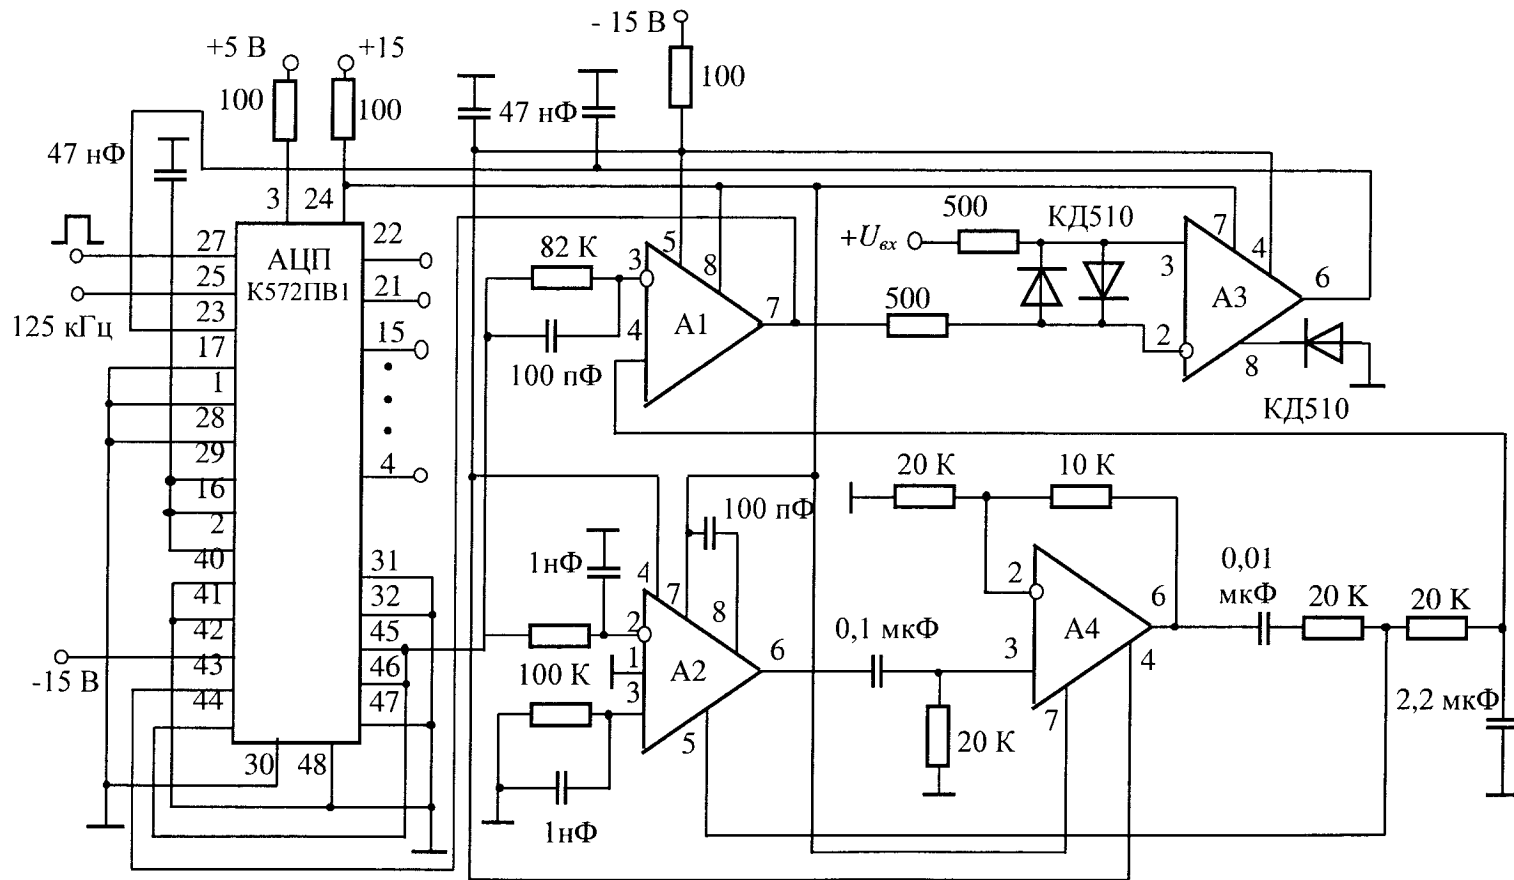 - 15 В
+5 В
+15
100
100
100
47 нФ
47 нФ
3
24
27
25
23
17
1
28
29
16
2
40
41
42
43
44
АЦП
К572ПВ1
22
21
15
4
31
32
45
46
47
30
48
125 кГц
-15 В
82 К
100 пФ
3
4
5
8
7
А1
+Uвх
500
500
КД510
7
4
3
2
6
8
А3
КД510
20 К
10 К
100 пФ
1нФ
4
7
8
2
1
3
6
5
А2
100 К
1нФ
0,1 мкФ
20 К
2
3
6
4
7
А4
0,01
мкФ
20 К
20 К
2,2 мкФ